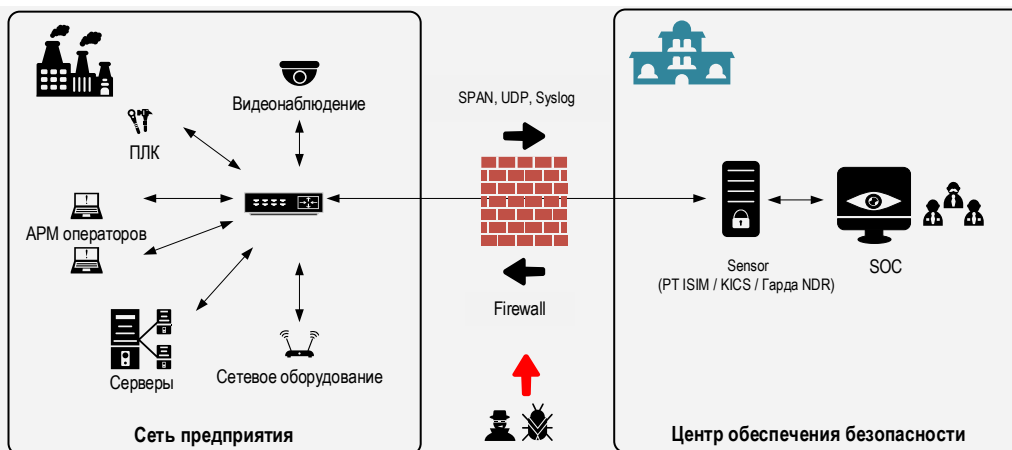 Видеонаблюдение
ПЛК
АРМ операторов
Серверы
Сетевое оборудование
Сеть предприятия
SPAN, UDP, Syslog
Firewall
Sensor
(PT ISIM / KICS / Гарда NDR)
SOC
Центр обеспечения безопасности